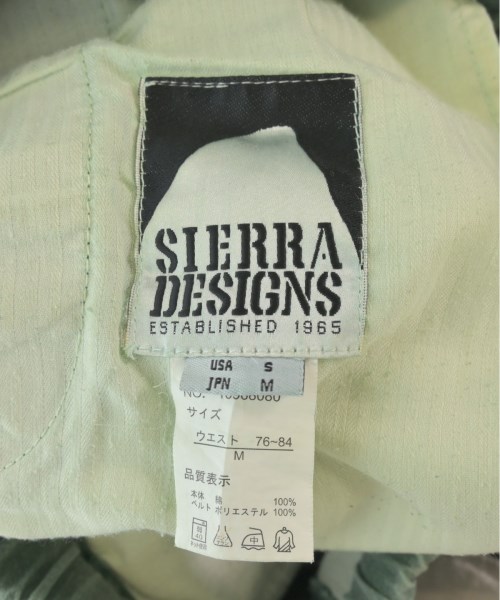 SIERRA
DESIGNS
ESTABLISHED 1965
USA S
JPN M
サイズ
ウエスト 76~84
M
品質表示
本体 綿 100%
ベルト ポリエステル 100%
中